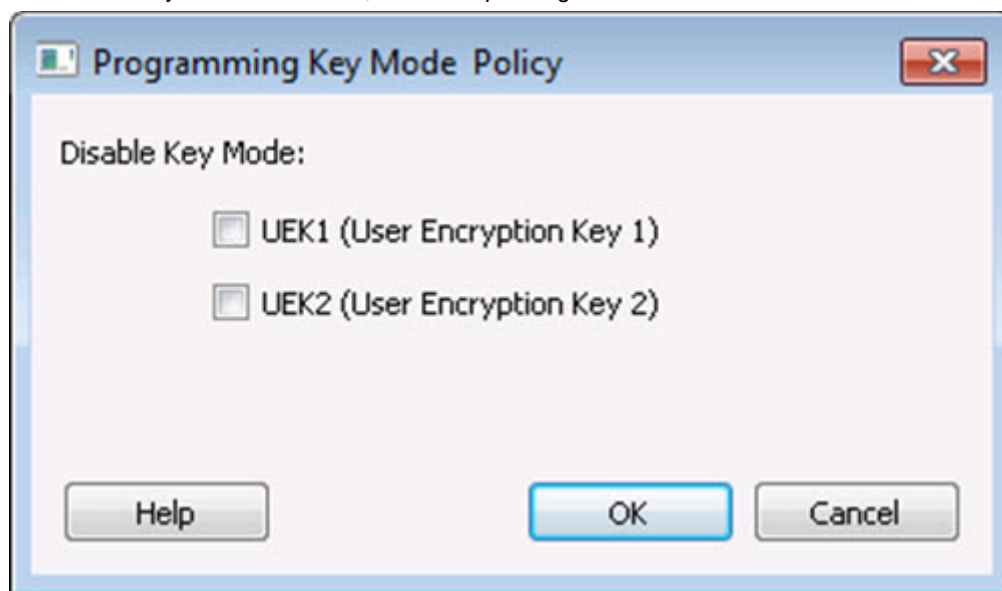 Programming Key Mode Policy
Disable Key Mode:
UEK1 (User Encryption Key 1)
UEK2 (User Encryption Key 2)
Help OK Cancel